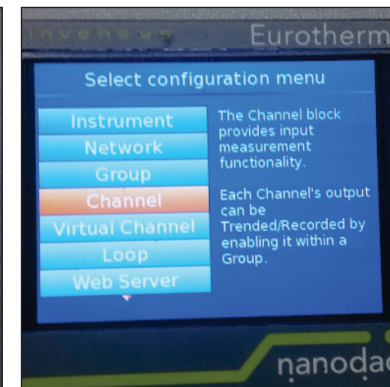 invensys
Eurotherm
Select configuration menu
Instrument
Network
Group
Channel
Virtual Channel
Loop
Web Server
The Channel block
provides input
measurement
functionality.
Each Channel's output
can be
Trended/Recorded by
enabling it within a
Group.
nanodac